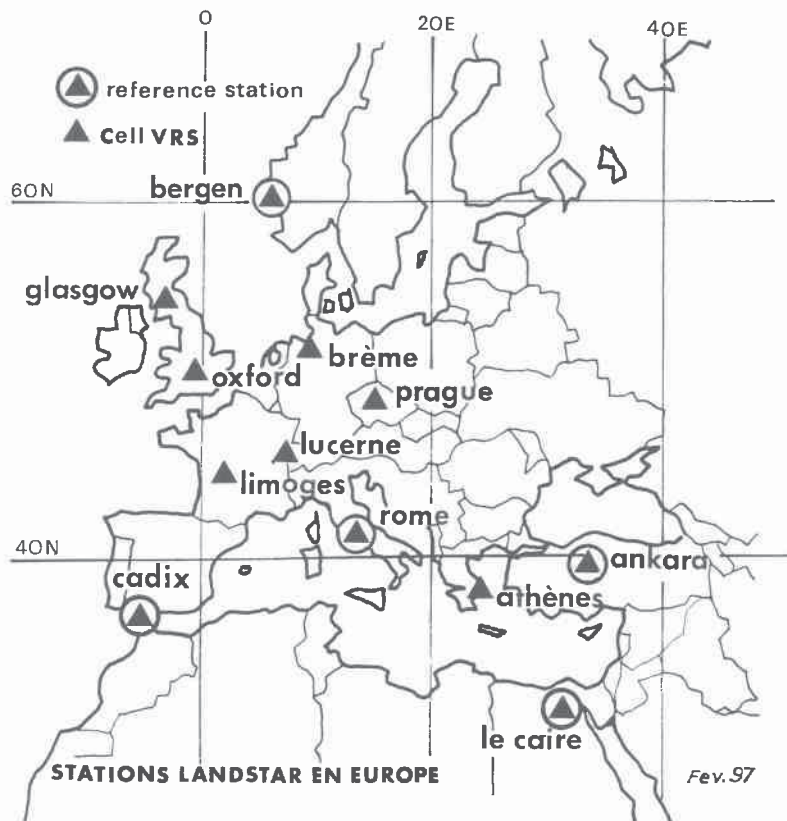 0
20E
40E
reference station
Cell VRS
bergen
60N
glasgow
brème
oxford
prague
lucerne
limoges
rome
40N
ankara
cadix
athènes
le caire
STATIONS LANDSTAR EN EUROPE
Fev.97